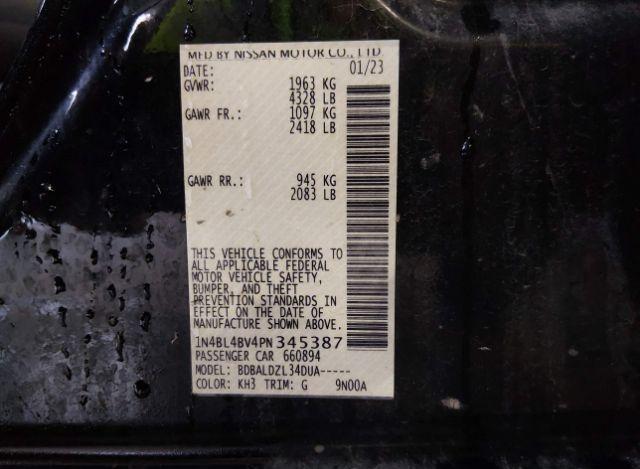 MFD BY NISSAN MOTOR CO., LTD
DATE: 01/23
GVWR: 1963 KG
4328 LB
GAWR FR.: 1097 KG
2418 LB
GAWR RR.: 945 KG
2083 LB
THIS VEHICLE CONFORMS TO
ALL APPLICABLE FEDERAL
MOTOR VEHICLE SAFETY,
BUMPER, AND THEFT
PREVENTION STANDARDS IN
EFFECT ON THE DATE OF
MANUFACTURE SHOWN ABOVE.
1N4BL4BV4PN345387
PASSENGER CAR 660894
MODEL: BDBALDZL34DUA-----
COLOR: KH3 TRIM: G 9N00A